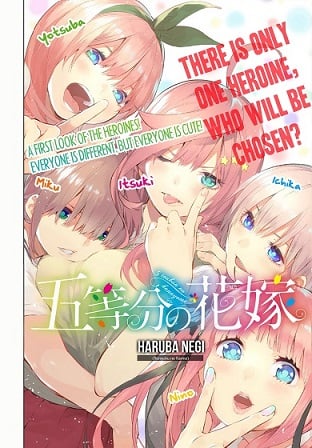 Yotsuba
THERE IS ONLY
ONE HEROINE,
WHO WILL BE
CHOSEN?
A FIRST LOOK OF THE HEROINES!
EVERYONE IS DIFFERENT, BUT EVERYONE IS CUTE!
Miku
Itsuki
Ichika
五等分の花嫁
HARUBA NEGI
Nino